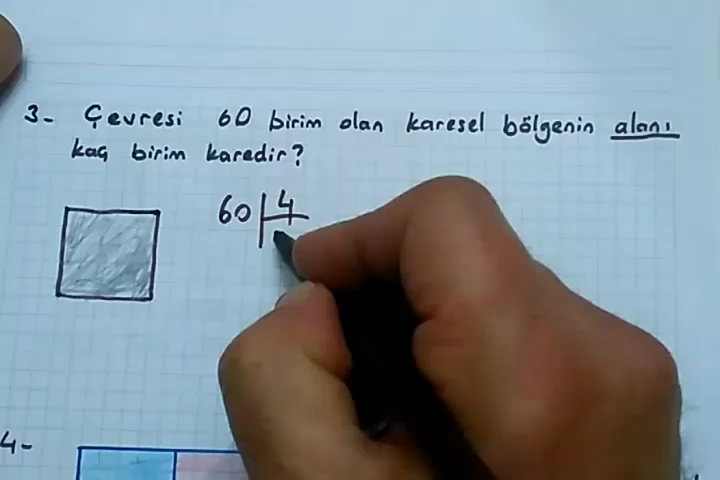 3- Çevresi 60 birim olan karesel bölgenin alanı
kaç birim karedir?
60 4
4-